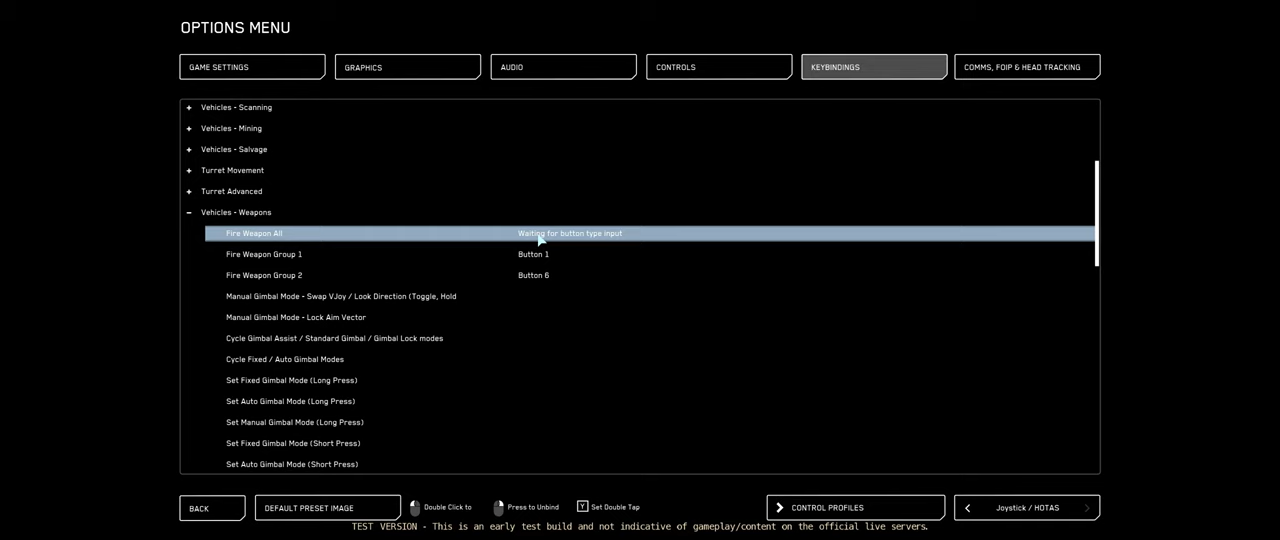 OPTIONS MENU
GAME SETTINGS
GRAPHICS
AUDIO
CONTROLS
KEYBINDINGS
COMMS, FOIP & HEAD TRACKING
+ Vehicles - Scanning
+ Vehicles - Mining
+ Vehicles - Salvage
+ Turret Movement
+ Turret Advanced
- Vehicles - Weapons
Fire Weapon All Waiting for button type input
Fire Weapon Group 1 Button 1
Fire Weapon Group 2 Button 6
Manual Gimbal Mode - Swap VJoy / Look Direction (Toggle, Hold
Manual Gimbal Mode - Lock Aim Vector
Cycle Gimbal Assist / Standard Gimbal / Gimbal Lock modes
Cycle Fixed / Auto Gimbal Modes
Set Fixed Gimbal Mode (Long Press)
Set Auto Gimbal Mode (Long Press)
Set Manual Gimbal Mode (Long Press)
Set Fixed Gimbal Mode (Short Press)
Set Auto Gimbal Mode (Short Press)
BACK
DEFAULT PRESET IMAGE
Double Click to
Press to Unbind
Y Set Double Tap
> CONTROL PROFILES
< Joystick / HOTAS >
TEST VERSION - This is an early test build and not indicative of gameplay/content on the official live servers.